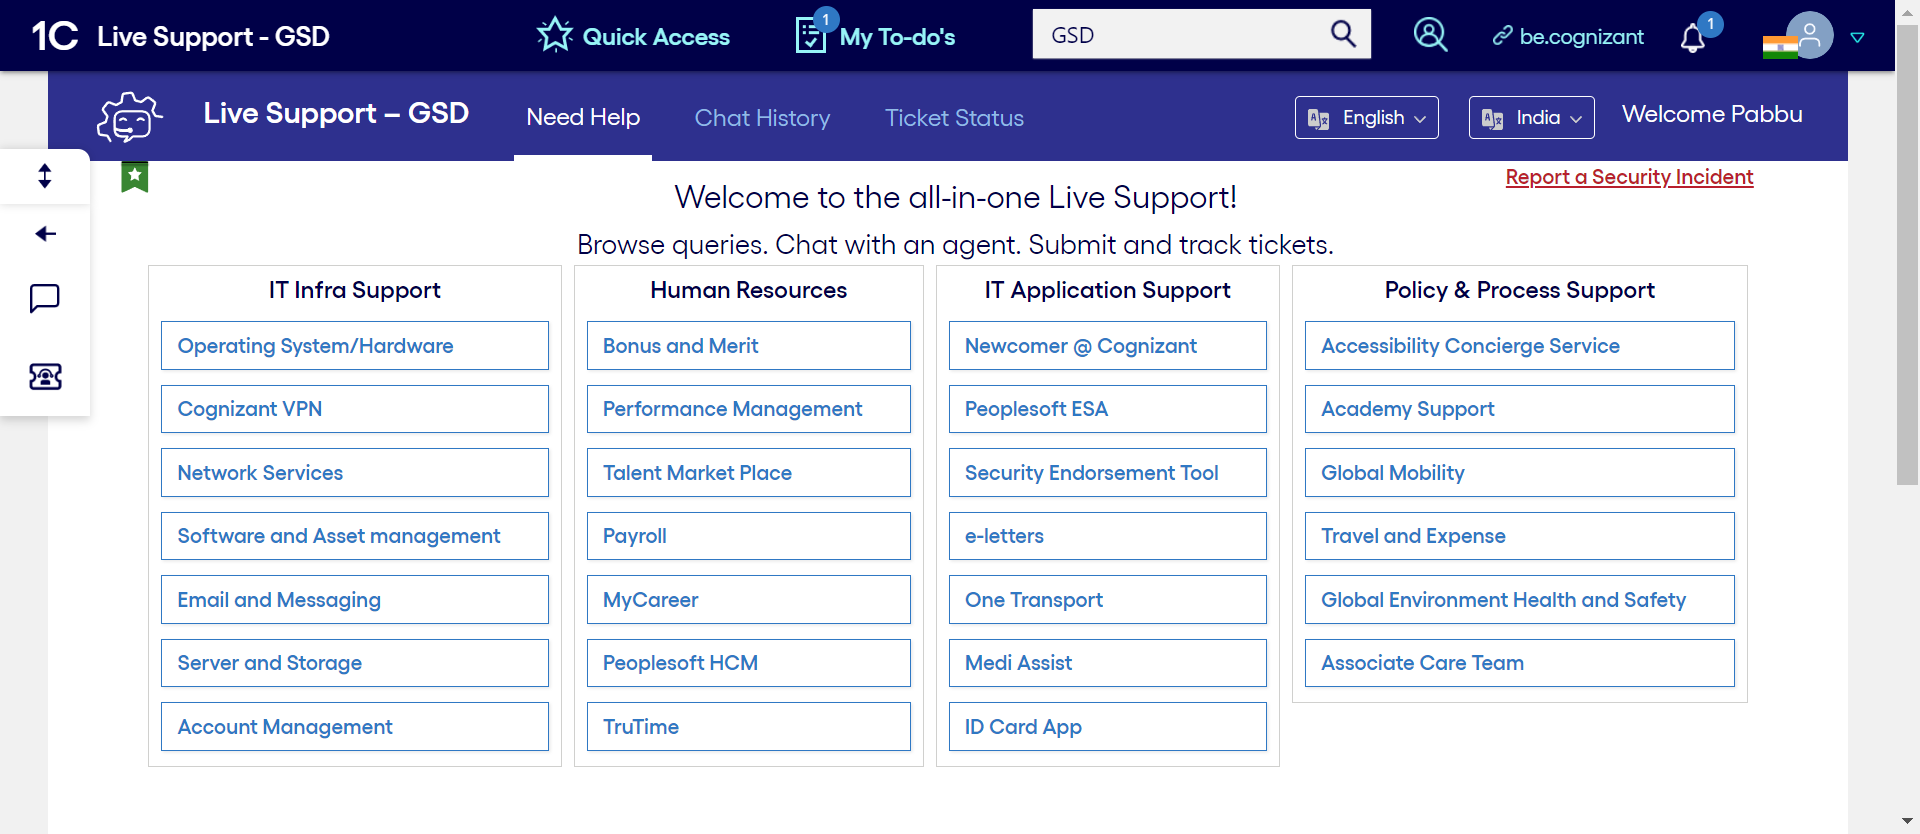 1C Live Support - GSD Quick Access 1 My To-do's GSD be.cognizant 1
Live Support – GSD Need Help Chat History Ticket Status English India Welcome Pabbu
Report a Security Incident
Welcome to the all-in-one Live Support!
Browse queries. Chat with an agent. Submit and track tickets.
IT Infra Support
Operating System/Hardware
Cognizant VPN
Network Services
Software and Asset management
Email and Messaging
Server and Storage
Account Management
Human Resources
Bonus and Merit
Performance Management
Talent Market Place
Payroll
MyCareer
Peoplesoft HCM
TruTime
IT Application Support
Newcomer @ Cognizant
Peoplesoft ESA
Security Endorsement Tool
e-letters
One Transport
Medi Assist
ID Card App
Policy & Process Support
Accessibility Concierge Service
Academy Support
Global Mobility
Travel and Expense
Global Environment Health and Safety
Associate Care Team